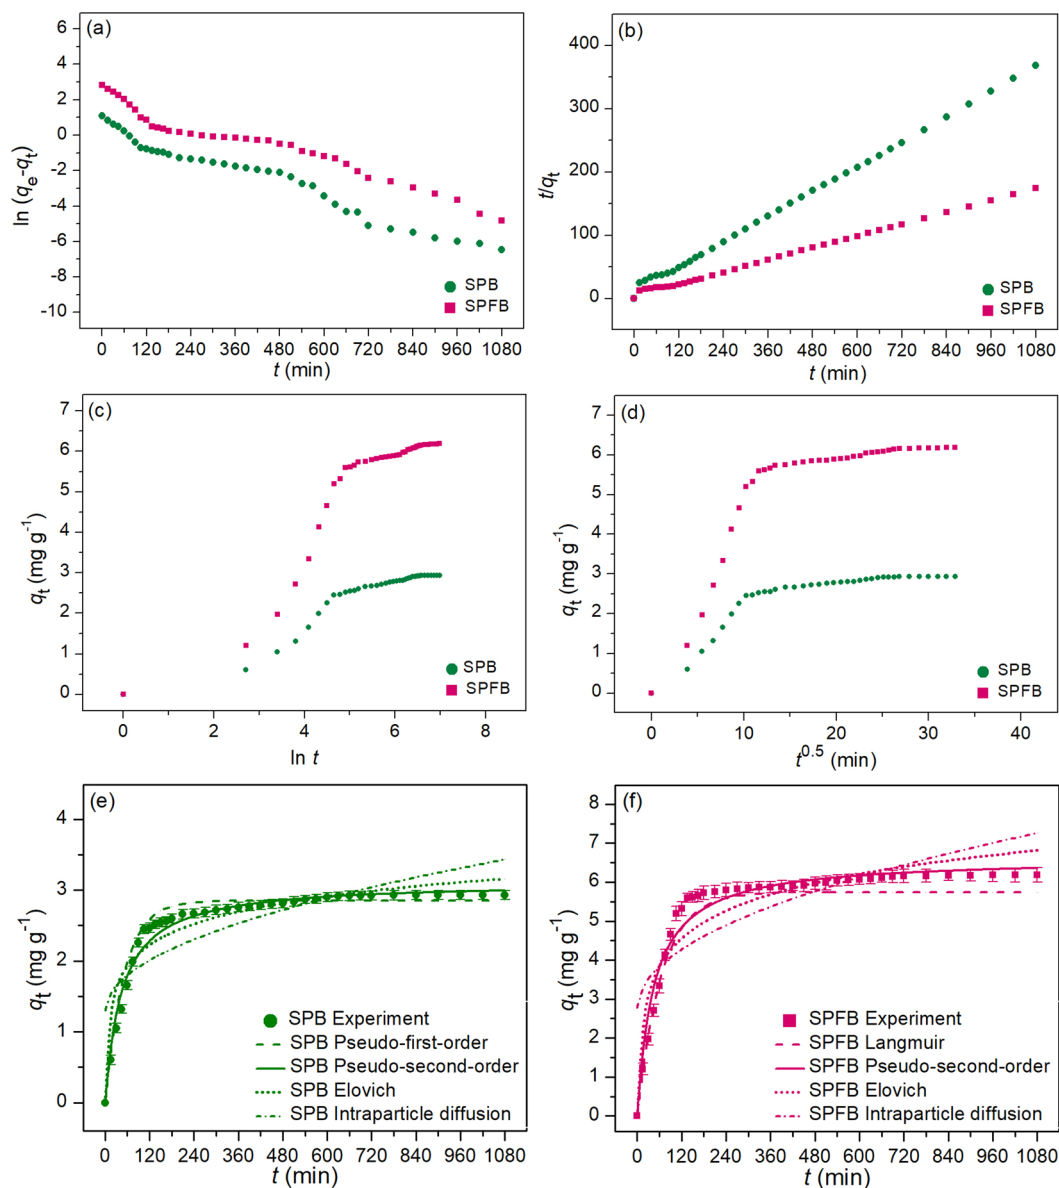 (a)
6
4
2
0
-2
-4
-6
-8
-10
ln (qe-qt)
SPB
SPFB
0 120 240 360 480 600 720 840 960 1080
t (min)
(b)
400
300
200
100
0
t/qt
SPB
SPFB
0 120 240 360 480 600 720 840 960 1080
t (min)
(c)
7
6
5
4
3
2
1
0
qt (mg g-1)
SPB
SPFB
0 2 4 6 8
ln t
(d)
7
6
5
4
3
2
1
0
qt (mg g-1)
SPB
SPFB
0 10 20 30 40
t0.5 (min)
(e)
4
3
2
1
0
qt (mg g-1)
SPB Experiment
SPB Pseudo-first-order
SPB Pseudo-second-order
SPB Elovich
SPB Intraparticle diffusion
0 120 240 360 480 600 720 840 960 1080
t (min)
(f)
8
7
6
5
4
3
2
1
0
qt (mg g-1)
SPFB Experiment
SPFB Langmuir
SPFB Pseudo-second-order
SPFB Elovich
SPFB Intraparticle diffusion
0 120 240 360 480 600 720 840 960 1080
t (min)